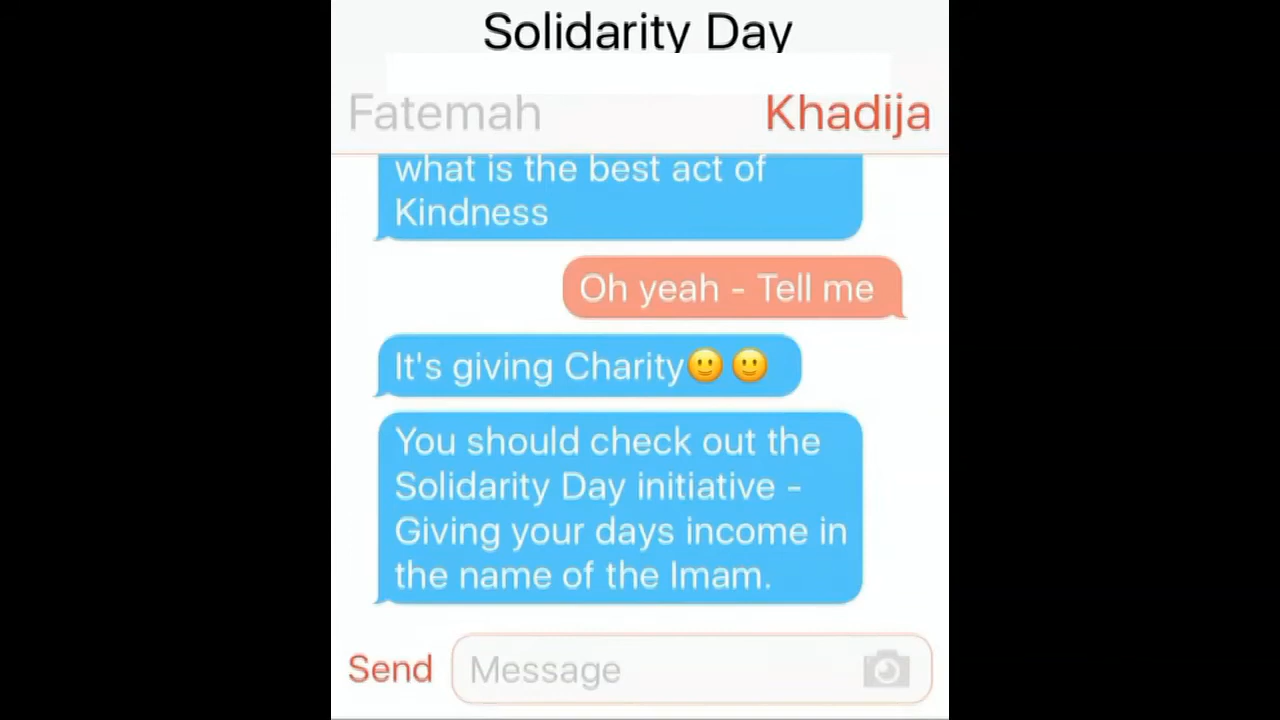 Solidarity Day
Fatemah Khadija
what is the best act of
Kindness
Oh yeah - Tell me
It's giving Charity🙂🙂
You should check out the
Solidarity Day initiative -
Giving your days income in
the name of the Imam.
Send Message